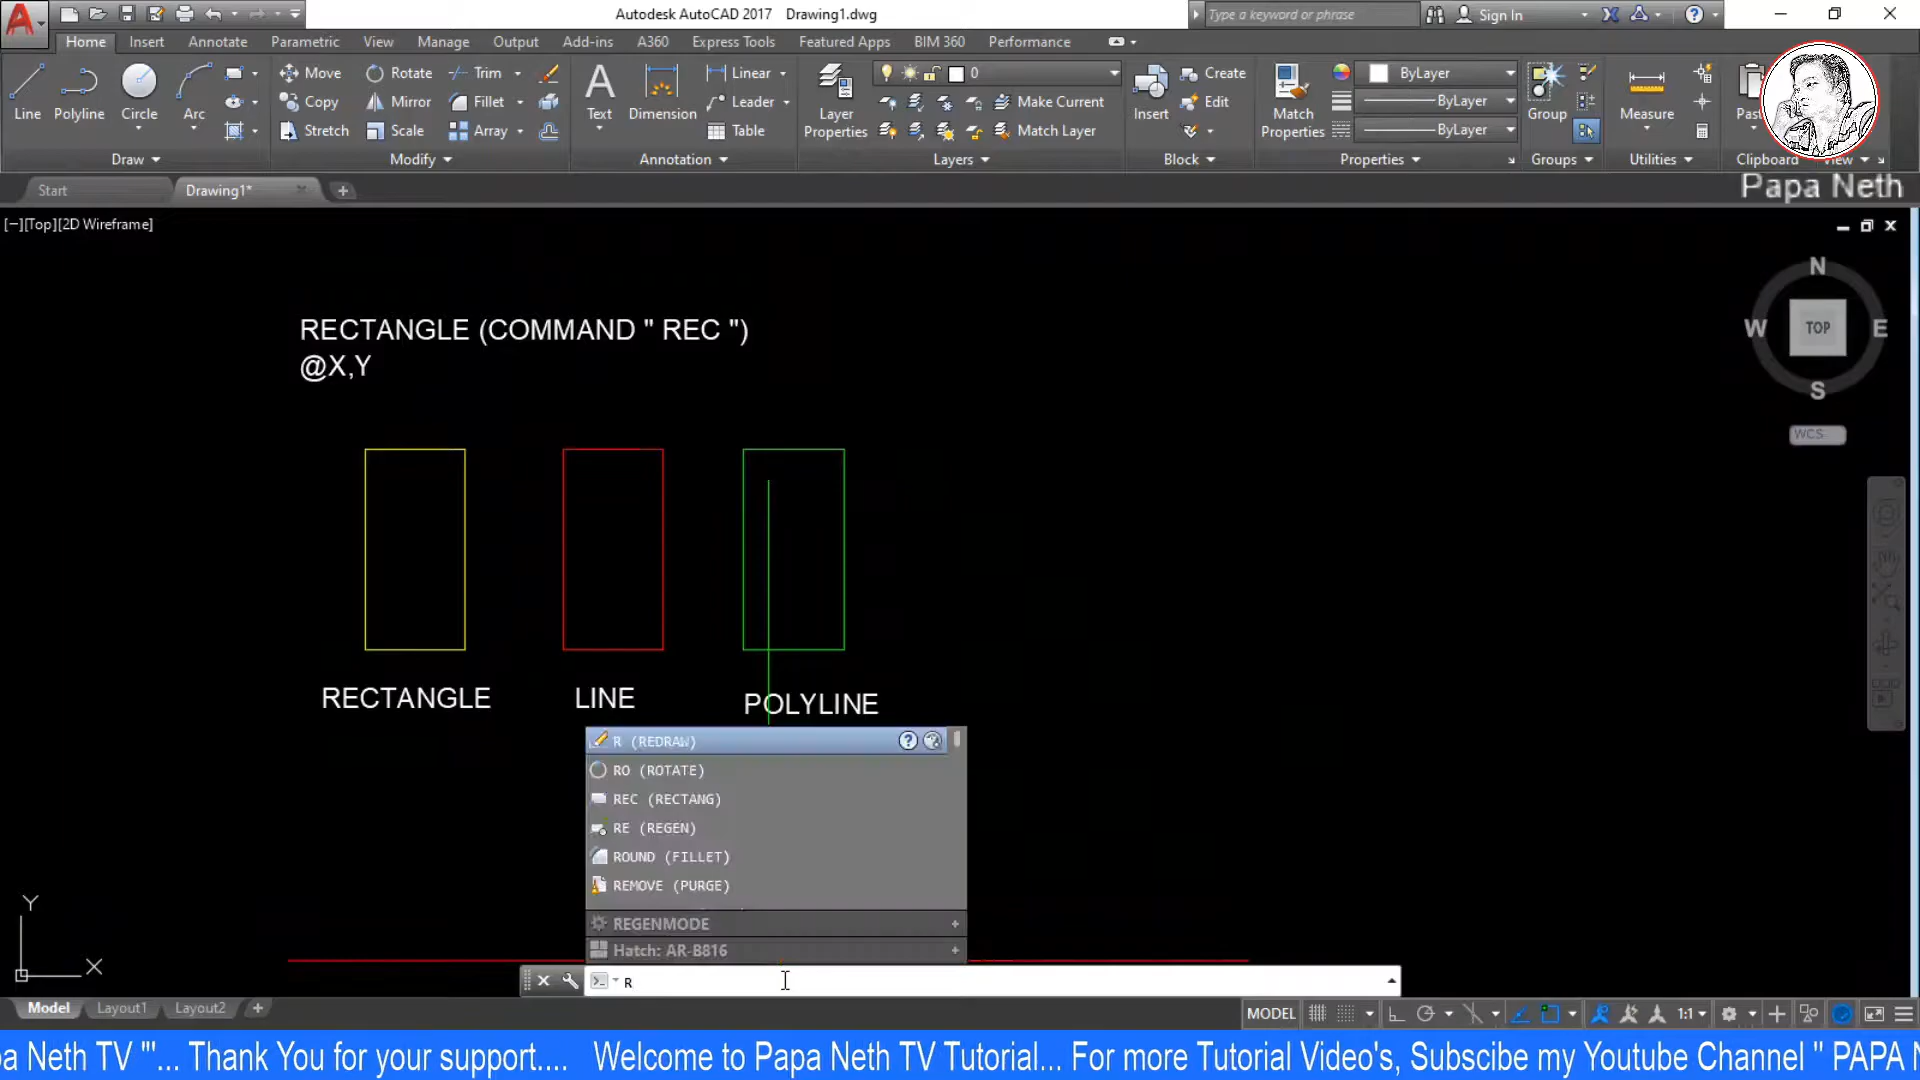 Autodesk AutoCAD 2017 Drawing1.dwg
Type a keyword or phrase
Sign In
Home Insert Annotate Parametric View Manage Output Add-ins A360 Express Tools Featured Apps BIM 360 Performance
Line
Polyline
Circle
Arc
Draw
Move
Rotate
Trim
Copy
Mirror
Fillet
Stretch
Scale
Array
Modify
Text
Dimension
Linear
Leader
Table
Annotation
Layer
Properties
0
Make Current
Match Layer
Layers
Insert
Create
Edit
Block
Match
Properties
ByLayer
ByLayer
ByLayer
Properties
Group
Groups
Measure
Utilities
Clipboard
View
Papa Neth
Start
Drawing1*
[−][Top][2D Wireframe]
N
W
TOP
E
S
WCS
RECTANGLE (COMMAND " REC ")
@X,Y
RECTANGLE
LINE
POLYLINE
R (REDRAW)
RO (ROTATE)
REC (RECTANG)
RE (REGEN)
ROUND (FILLET)
REMOVE (PURGE)
REGENMODE
Hatch: AR-B816
R
Y
X
Model Layout1 Layout2
MODEL
1:1
pa Neth TV "'... Thank You for your support.... Welcome to Papa Neth TV Tutorial... For more Tutorial Video's, Subscibe my Youtube Channel " PAPA